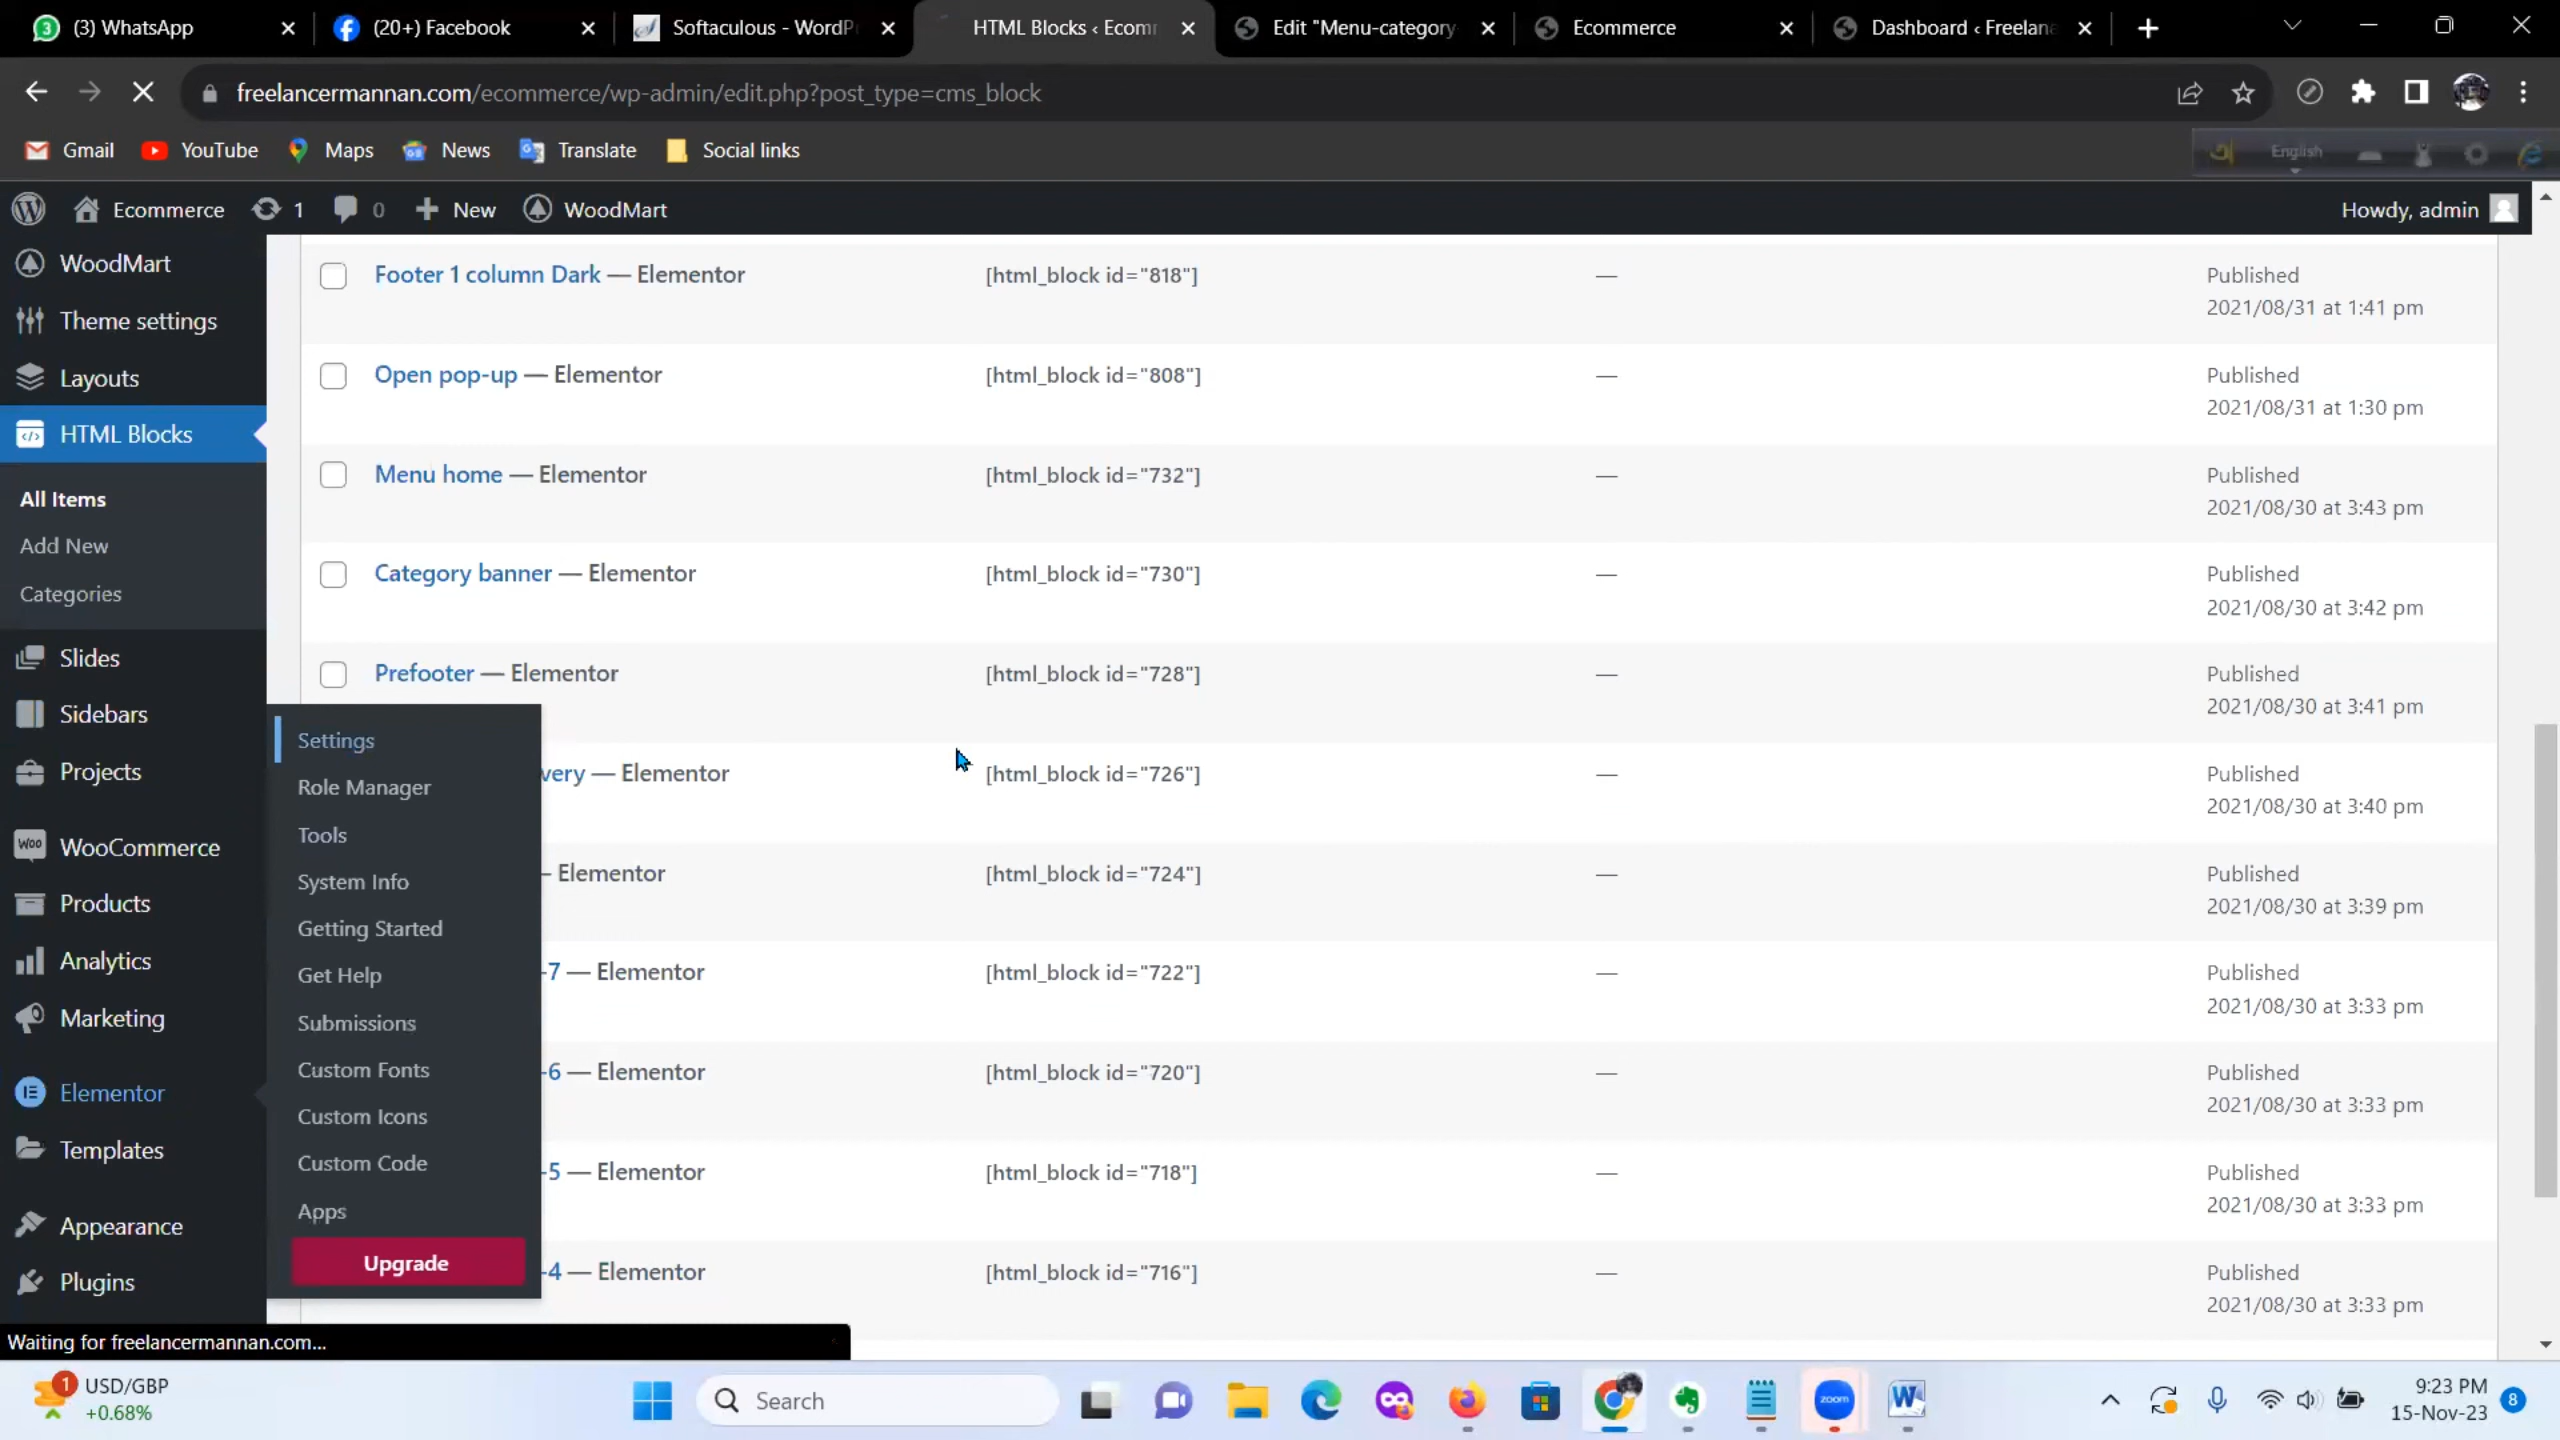 (3) WhatsApp
(20+) Facebook
Softaculous - WordP
HTML Blocks ‹ Ecom
Edit "Menu-category
Ecommerce
Dashboard ‹ Freelan
freelancermannan.com/ecommerce/wp-admin/edit.php?post_type=cms_block
Gmail
YouTube
Maps
News
Translate
Social links
English
Ecommerce
1
0
New
WoodMart
Howdy, admin
WoodMart
Theme settings
Layouts
HTML Blocks
All Items
Add New
Categories
Slides
Sidebars
Projects
WooCommerce
Products
Analytics
Marketing
Elementor
Templates
Appearance
Plugins
Settings
Role Manager
Tools
System Info
Getting Started
Get Help
Submissions
Custom Fonts
Custom Icons
Custom Code
Apps
Upgrade
Footer 1 column Dark — Elementor
[html_block id="818"]
—
Published
2021/08/31 at 1:41 pm
Open pop-up — Elementor
[html_block id="808"]
—
Published
2021/08/31 at 1:30 pm
Menu home — Elementor
[html_block id="732"]
—
Published
2021/08/30 at 3:43 pm
Category banner — Elementor
[html_block id="730"]
—
Published
2021/08/30 at 3:42 pm
Prefooter — Elementor
[html_block id="728"]
—
Published
2021/08/30 at 3:41 pm
very — Elementor
[html_block id="726"]
—
Published
2021/08/30 at 3:40 pm
— Elementor
[html_block id="724"]
—
Published
2021/08/30 at 3:39 pm
-7 — Elementor
[html_block id="722"]
—
Published
2021/08/30 at 3:33 pm
-6 — Elementor
[html_block id="720"]
—
Published
2021/08/30 at 3:33 pm
-5 — Elementor
[html_block id="718"]
—
Published
2021/08/30 at 3:33 pm
-4 — Elementor
[html_block id="716"]
—
Published
2021/08/30 at 3:33 pm
Waiting for freelancermannan.com...
1
USD/GBP
+0.68%
Search
zoom
9:23 PM
15-Nov-23
8